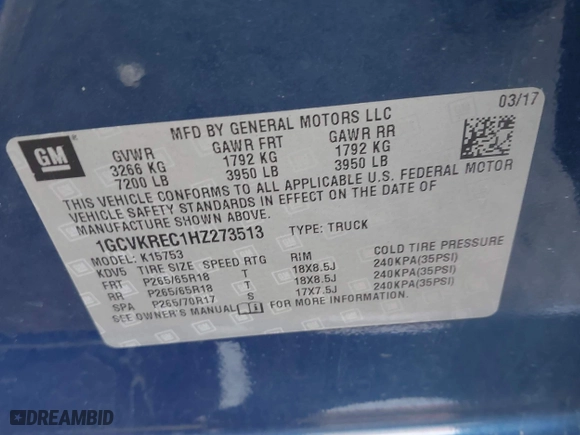 03/17
MFD BY GENERAL MOTORS LLC
GM
GVWR GAWR FRT GAWR RR
3266 KG 1792 KG 1792 KG
7200 LB 3950 LB 3950 LB
THIS VEHICLE CONFORMS TO ALL APPLICABLE U.S. FEDERAL MOTOR
VEHICLE SAFETY STANDARDS IN EFFECT ON THE DATE OF
MANUFACTURE SHOWN ABOVE.
1GCVKREC1HZ273513 TYPE: TRUCK
MODEL: K15753
KDV5 TIRE SIZE SPEED RTG RIM COLD TIRE PRESSURE
FRT P265/65R18 T 18X8.5J 240KPA(35PSI)
RR P265/65R18 T 18X8.5J 240KPA(35PSI)
SPA P265/70R17 S 17X7.5J 240KPA(35PSI)
SEE OWNER'S MANUAL FOR MORE INFORMATION.
DREAMBID